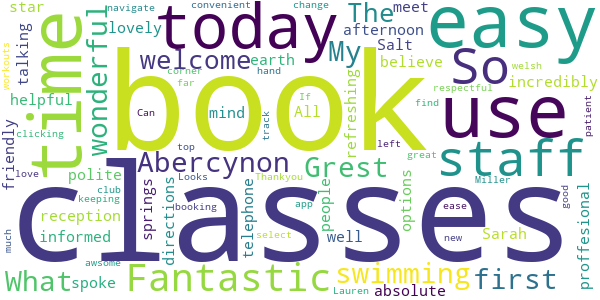 star
navigate
convenient
change
lovely
today
The
meet
easy
talking
welcome
My
afternoon
Salt
So
workouts
time
wonderful
book
earth
believe
incredibly
refreshing
use
helpful
corner
hand
far
mind
All
If
find
respectful
welsh
friendly
clicking
Can
track
patient
staff
top
left
great
Abercynon
Grest
polite
love
club
keeping
Looks
Thankyou
Miller
classes
springs
booking
people
options
app
ease
good
reception
directions
telephone
select
well
new
Sarah
proffesional
informed
much
What
spoke
awsome
Fantastic
swimming
first
Lauren
absolute